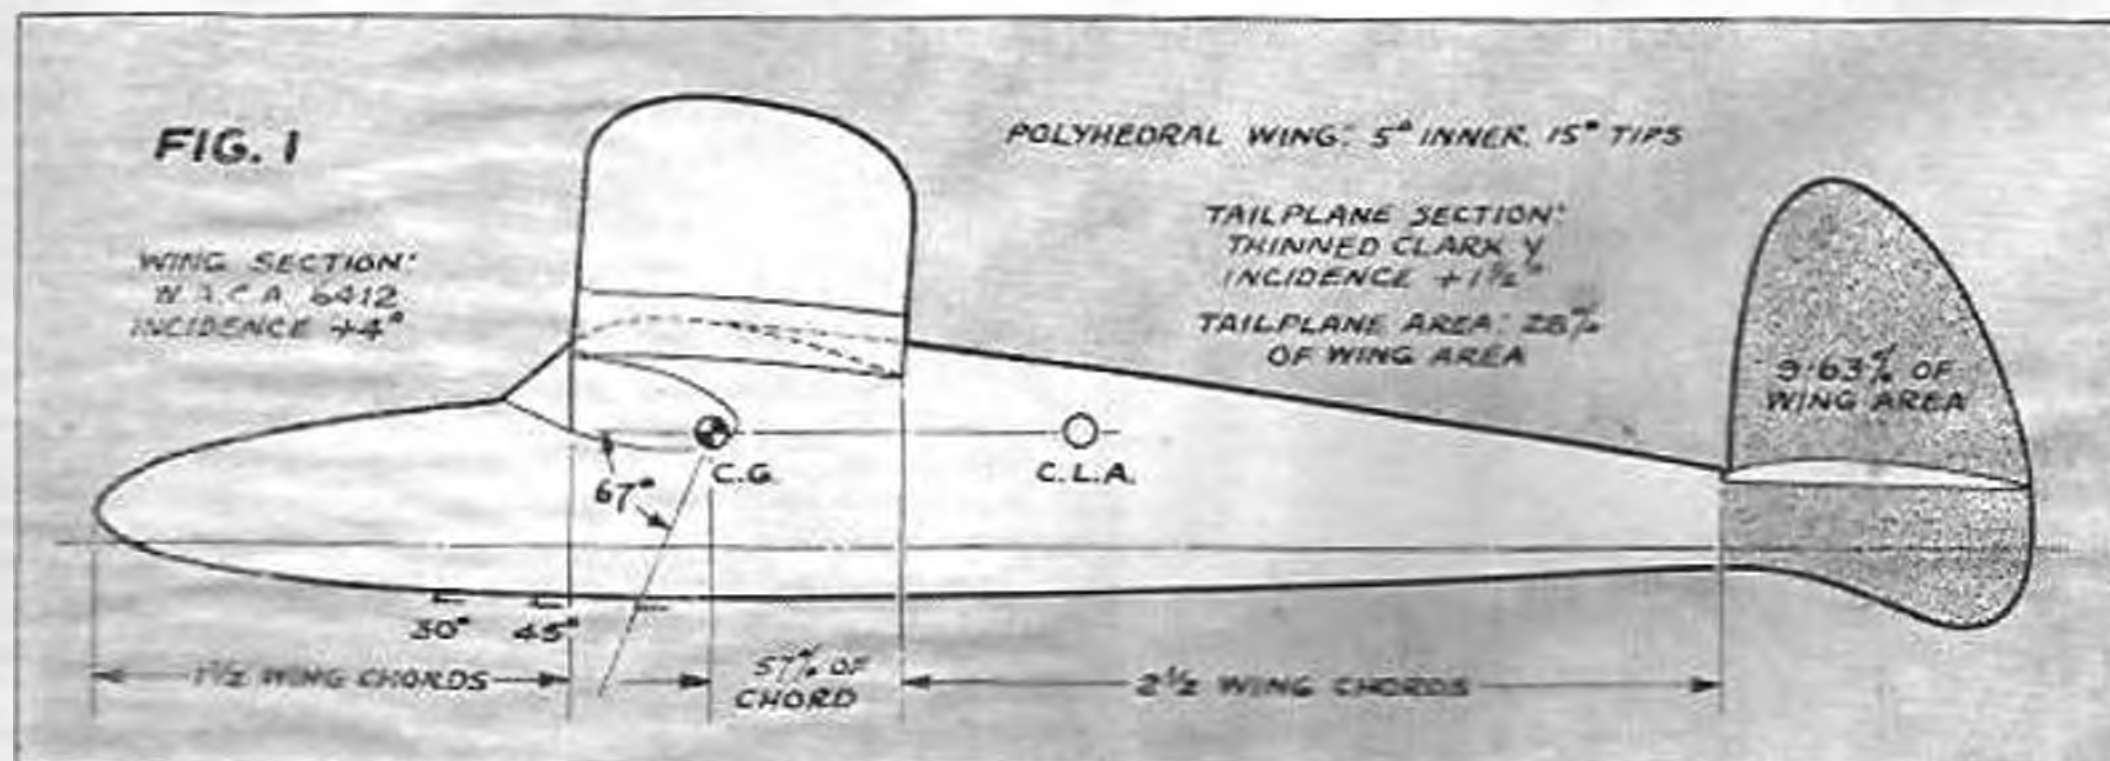 FIG. 1
POLYHEDRAL WING: 5° INNER. 15° TIPS
WING SECTION:
N.A.C.A. 6412
INCIDENCE +4°
TAILPLANE SECTION:
THINNED CLARK Y
INCIDENCE +1½°
TAILPLANE AREA: 28%
OF WING AREA
9·63% OF
WING AREA
C.G.
C.L.A.
67°
30°
45°
1½ WING CHORDS
57% OF
CHORD
2½ WING CHORDS